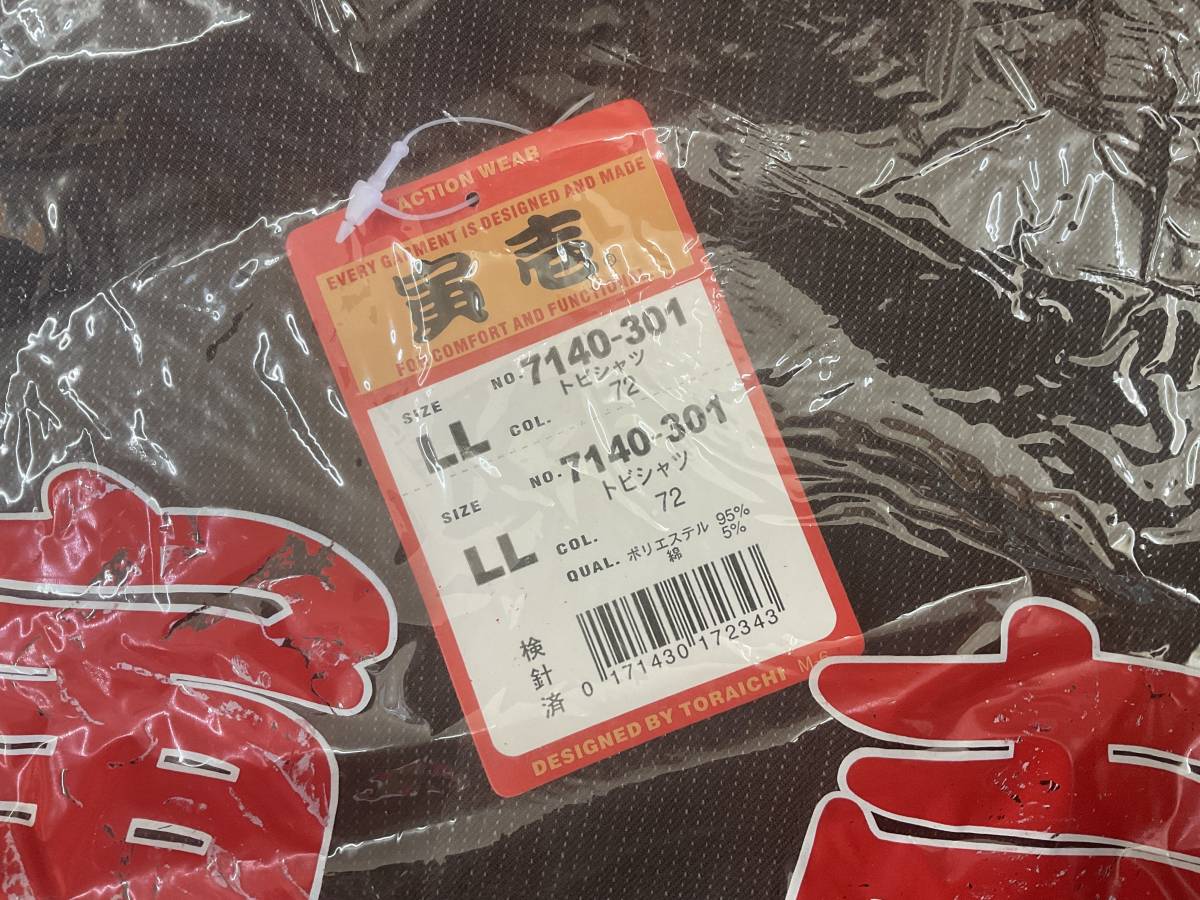 ACTION WEAR
EVERY GARMENT IS DESIGNED AND MADE
寅壱®
FOR COMFORT AND FUNCTIONAL
NO. 7140-301
トビシャツ
SIZE LL COL. 72
NO. 7140-301
トビシャツ
SIZE LL COL. 72
QUAL. ポリエステル 95%
綿 5%
検針済
0 171430 172343
DESIGNED BY TORAICHI M-6
寅壱